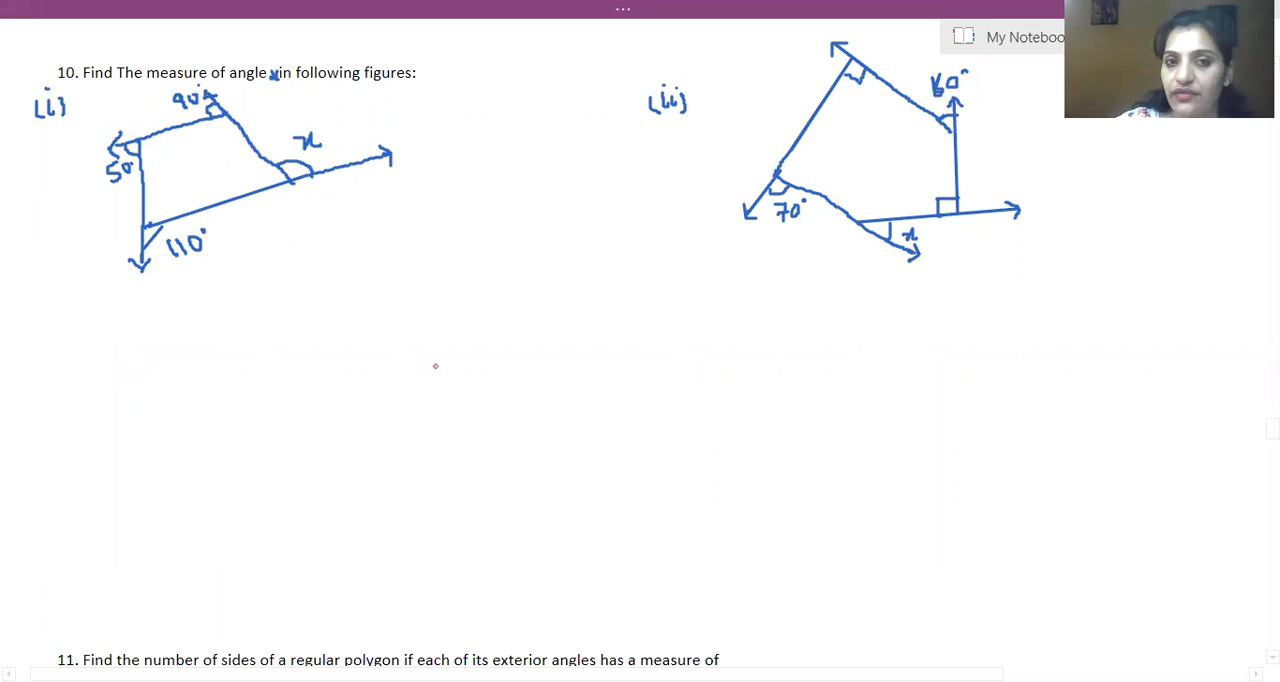 My Notebook
10. Find The measure of angle x in following figures:
(i)
90°
x
50°
110°
(ii)
60°
70°
x
11. Find the number of sides of a regular polygon if each of its exterior angles has a measure of